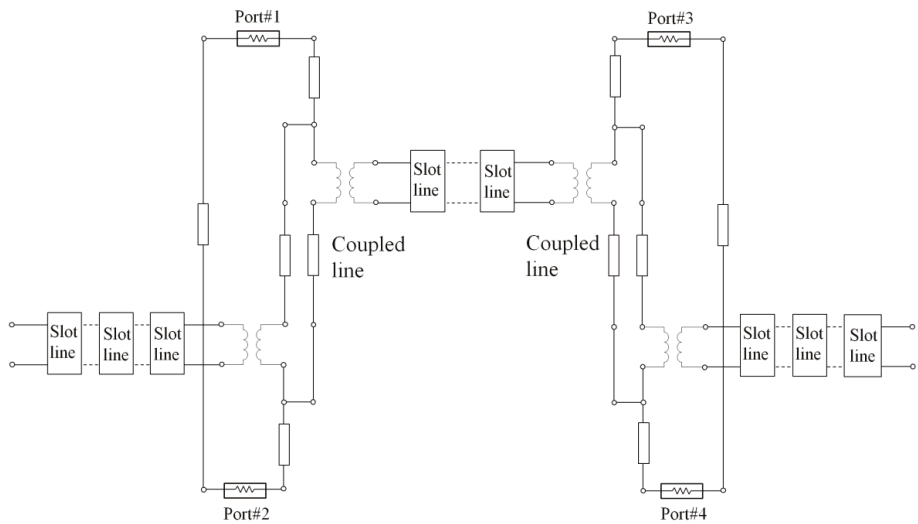 Port#1
Port#3
Slot
line
Slot
line
Coupled
line
Coupled
line
Slot
line
Slot
line
Slot
line
Slot
line
Slot
line
Slot
line
Port#2
Port#4